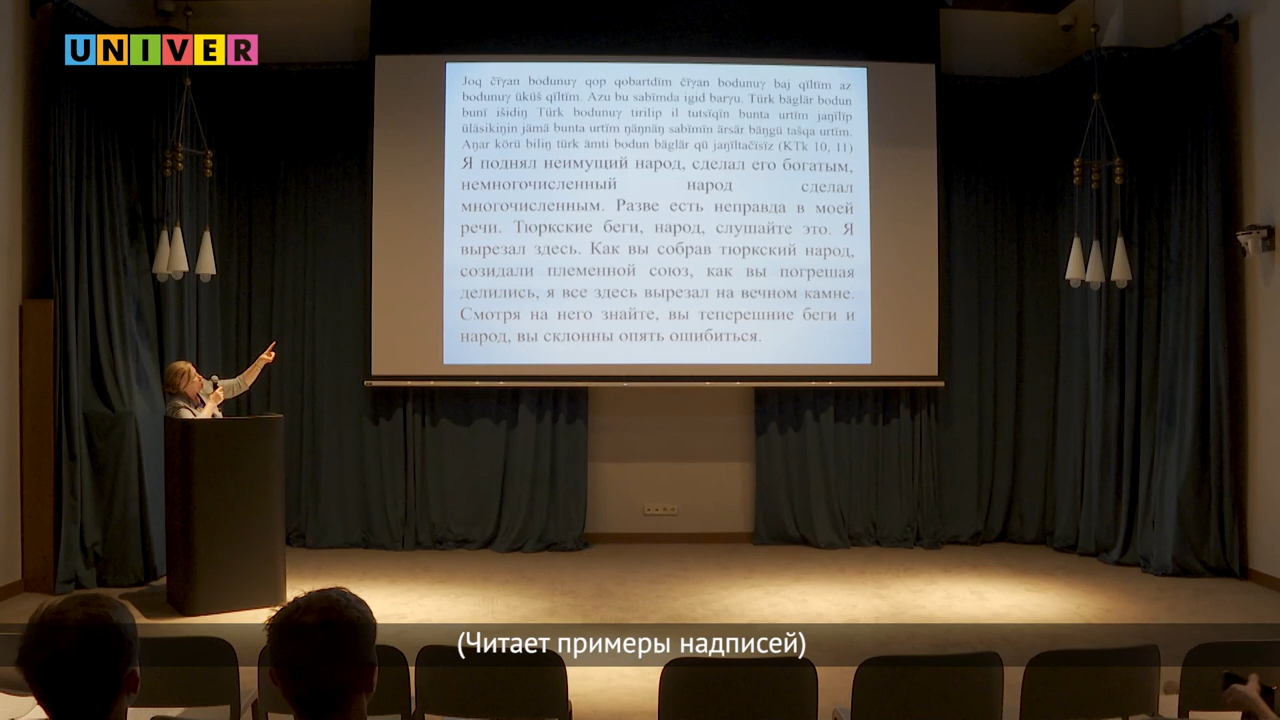 UNIVER
Joq čïγan bodunuγ qop qobartdïm čïγan bodunuγ baj qïltïm az
bodunuγ ükűš qïltïm. Azu bu sabïmda igid barγu. Türk bäglär bodun
bunï išidiŋ Türk bodunuγ tirilip il tutsïqïn bunta urtïm jaŋïlïp
üläsikiŋin jämä bunta urtïm ŋäŋnäŋ sabïmïn ärsär bäŋgü tašqa urtïm.
Aŋar körü biliŋ türk ämti bodun bäglär qű jaŋïltačïsïz (KTk 10, 11)
Я поднял неимущий народ, сделал его богатым,
немногочисленный народ сделал
многочисленным. Разве есть неправда в моей
речи. Тюркские беги, народ, слушайте это. Я
вырезал здесь. Как вы собрав тюркский народ,
созидали племенной союз, как вы погрешая
делились, я все здесь вырезал на вечном камне.
Смотря на него знайте, вы теперешние беги и
народ, вы склонны опять ошибиться.
(Читает примеры надписей)